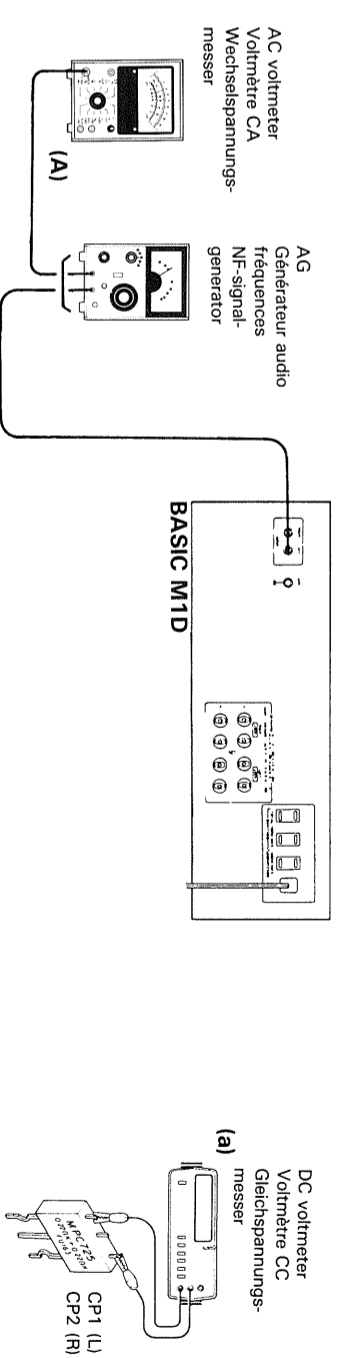 AC voltmeter
Voltmètre CA
Wechselspannungs-
messer
(A)
AG
Générateur audio
fréquences
NF-signal-
generator
BASIC M1D
DC voltmeter
Voltmètre CC
Gleichspannungs-
messer
(a)
MPC725
CP1 (L)
CP2 (R)